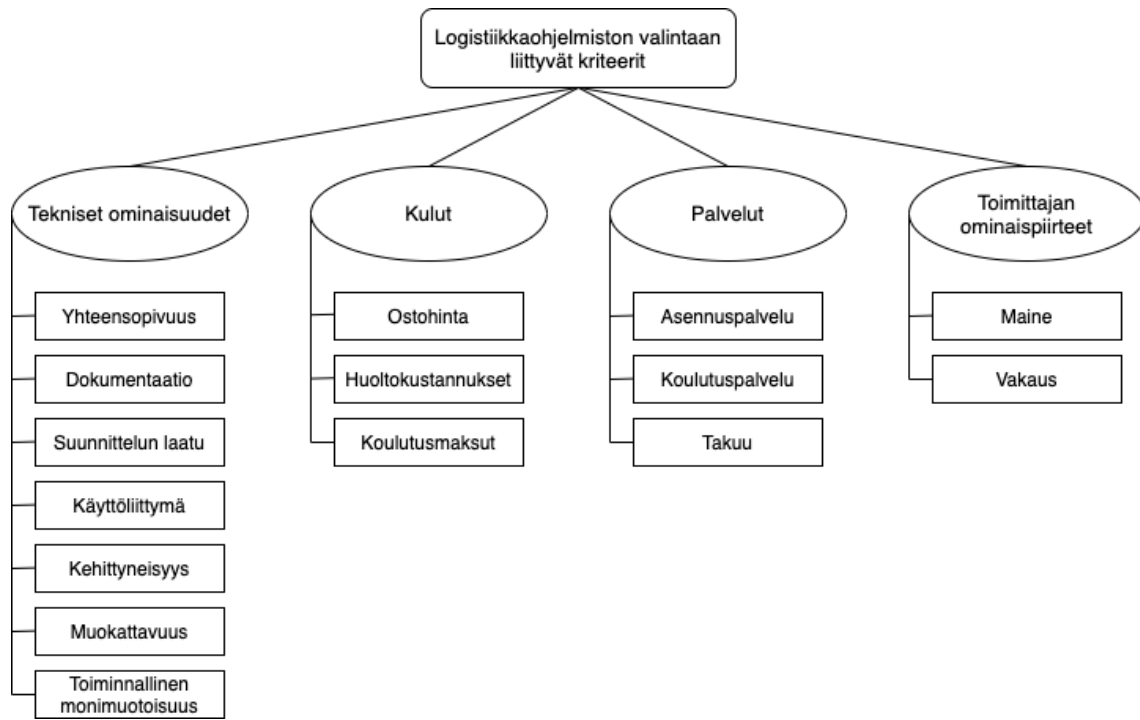 Logistiikkaohjelmiston valintaan
liittyvät kriteerit
Tekniset ominaisuudet
Yhteensopivuus
Dokumentaatio
Suunnittelun laatu
Käyttöliittymä
Kehittyneisyys
Muokattavuus
Toiminnallinen
monimuotoisuus
Kulut
Ostohinta
Huoltokustannukset
Koulutusmaksut
Palvelut
Asennuspalvelu
Koulutuspalvelu
Takuu
Toimittajan
ominaispiirteet
Maine
Vakaus